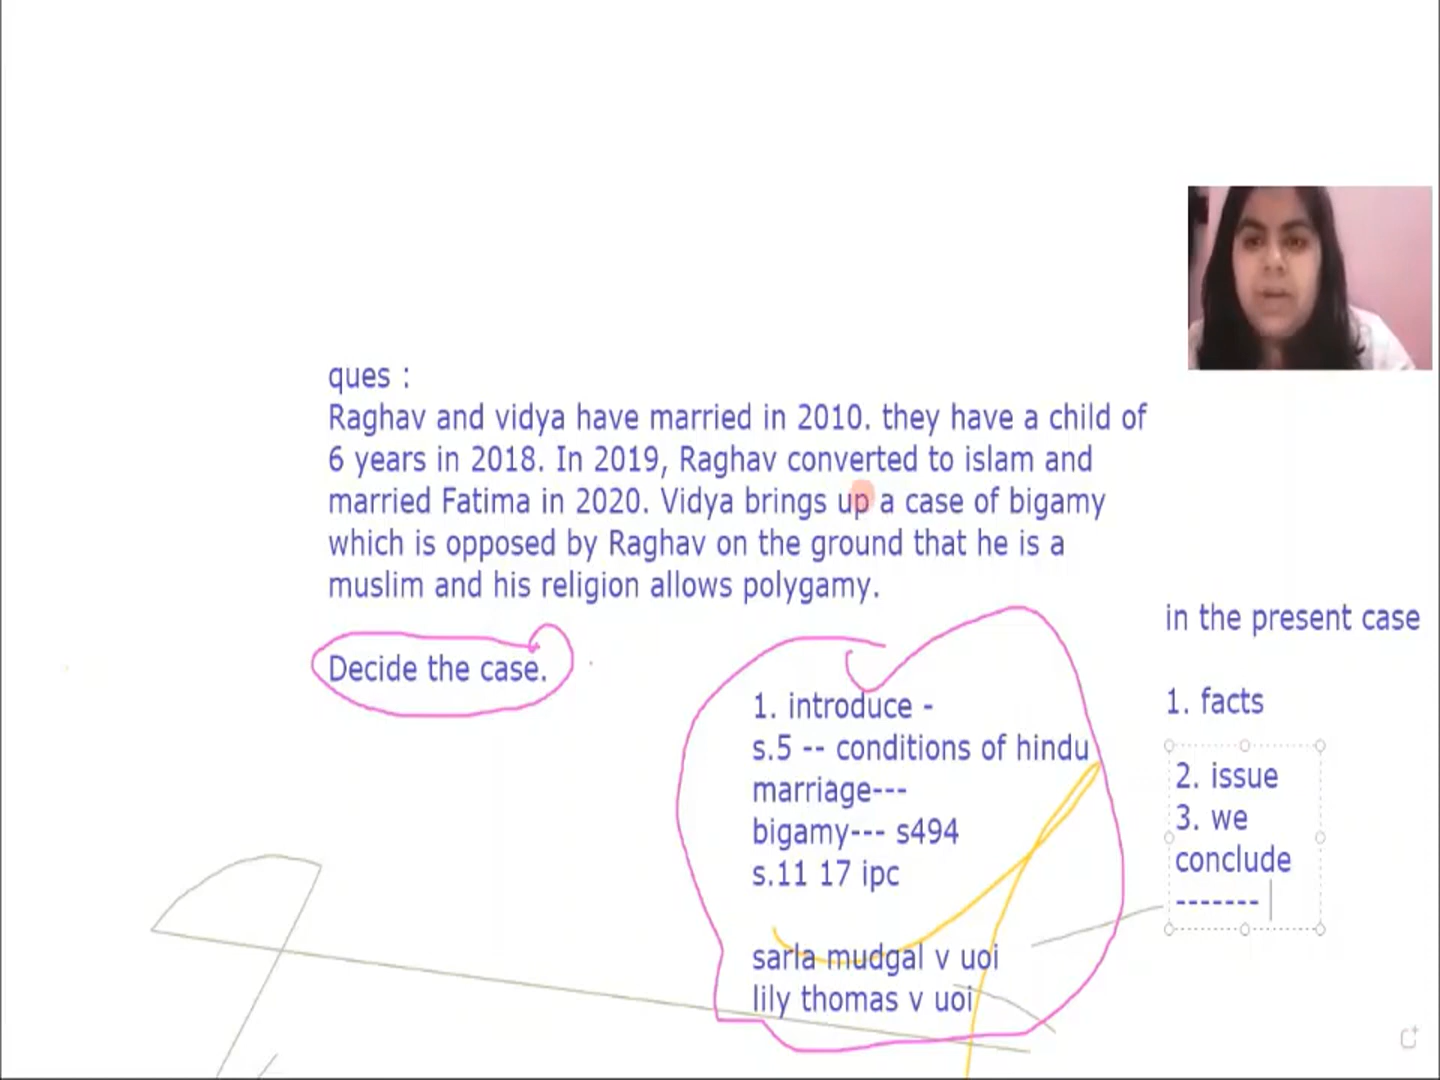 ques :
Raghav and vidya have married in 2010. they have a child of
6 years in 2018. In 2019, Raghav converted to islam and
married Fatima in 2020. Vidya brings up a case of bigamy
which is opposed by Raghav on the ground that he is a
muslim and his religion allows polygamy.
Decide the case.
1. introduce -
s.5 -- conditions of hindu
marriage---
bigamy--- s494
s.11 17 ipc
sarla mudgal v uoi
lily thomas v uoi
in the present case
1. facts
2. issue
3. we
conclude
-------